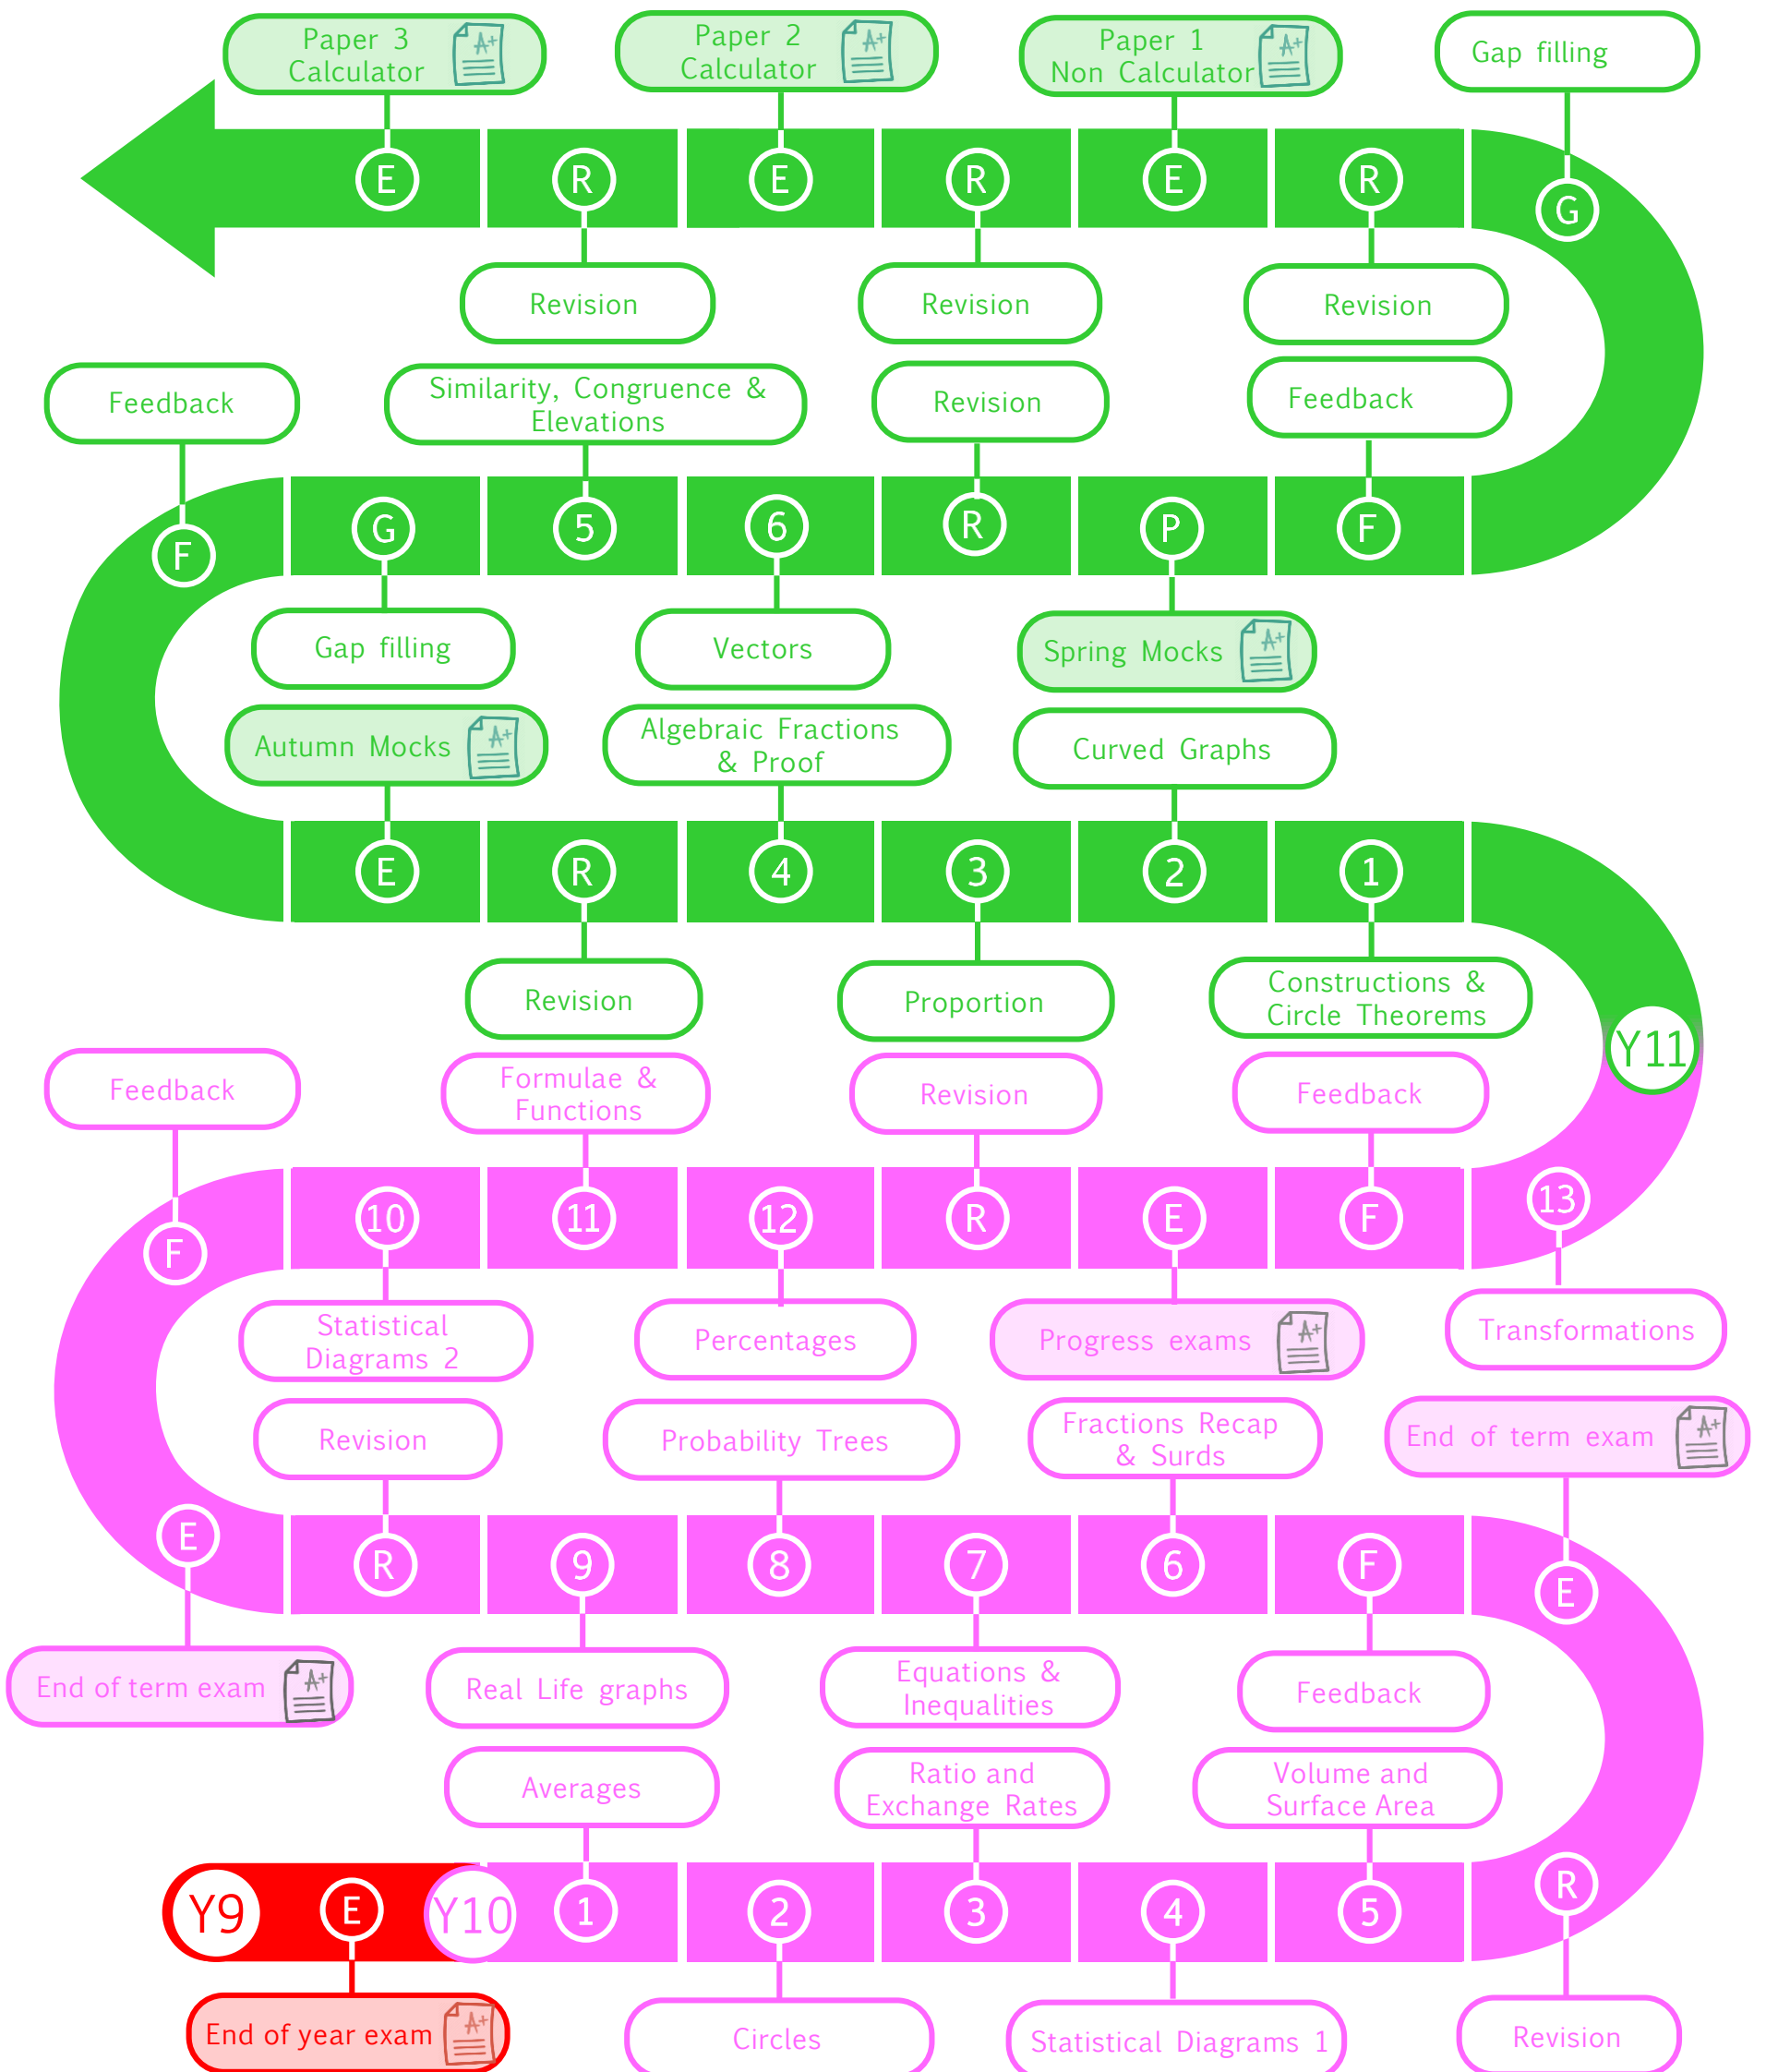 Paper 3
Calculator
A+
Paper 2
Calculator
A+
Paper 1
Non Calculator
A+
Gap filling
E
R
E
R
E
R
G
Revision
Revision
Revision
Feedback
Similarity, Congruence &
Elevations
Revision
Feedback
F
G
5
6
R
P
F
Gap filling
Vectors
Spring Mocks
A+
Autumn Mocks
A+
Algebraic Fractions
& Proof
Curved Graphs
E
R
4
3
2
1
Revision
Proportion
Constructions &
Circle Theorems
Y11
Feedback
Formulae &
Functions
Revision
Feedback
F
10
11
12
R
E
F
13
Statistical
Diagrams 2
Percentages
Progress exams
A+
Transformations
Revision
Probability Trees
Fractions Recap
& Surds
End of term exam
A+
E
R
9
8
7
6
F
E
End of term exam
A+
Real Life graphs
Equations &
Inequalities
Feedback
Averages
Ratio and
Exchange Rates
Volume and
Surface Area
Y9
E
Y10
1
2
3
4
5
R
End of year exam
A+
Circles
Statistical Diagrams 1
Revision